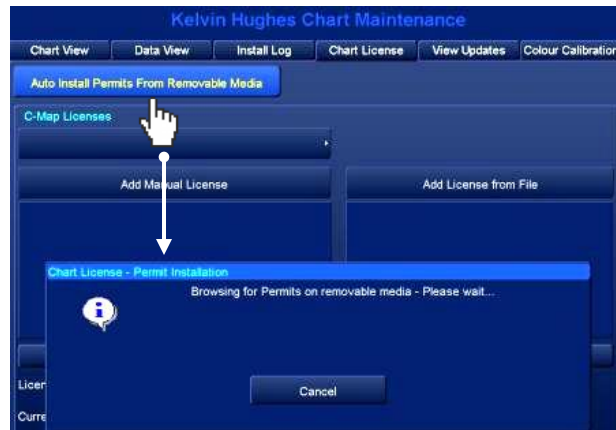 Kelvin Hughes Chart Maintenance
Chart View Data View Install Log Chart License View Updates Colour Calibration
Auto Install Permits From Removable Media
C-Map Licenses
Add Manual License Add License from File
Chart License - Permit Installation
Browsing for Permits on removable media - Please wait...
Cancel
Licen
Curre